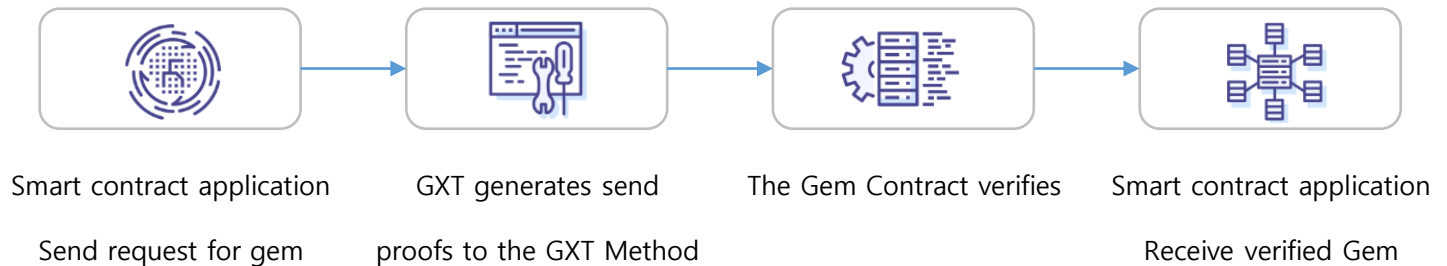 Smart contract application
Send request for gem
GXT generates send
proofs to the GXT Method
The Gem Contract verifies
Smart contract application
Receive verified Gem